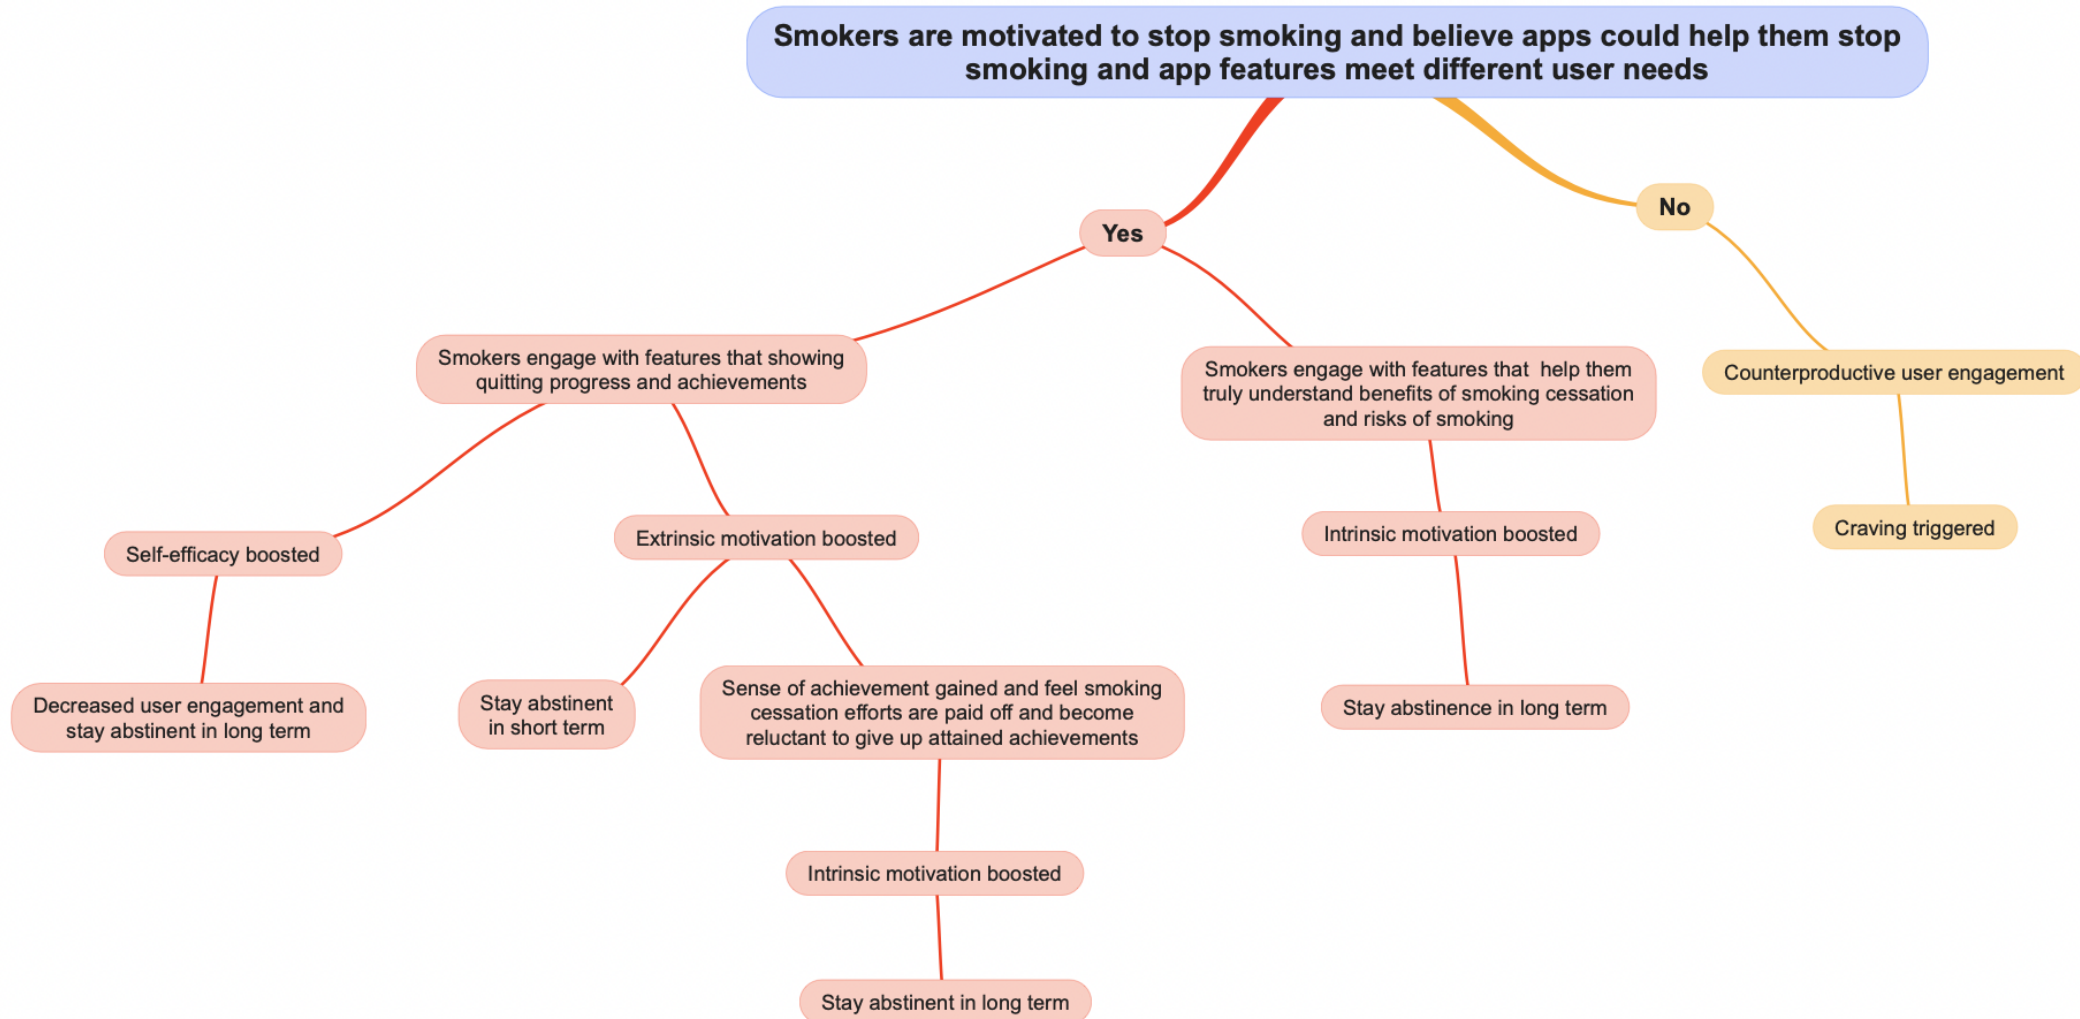 Smokers are motivated to stop smoking and believe apps could help them stop
smoking and app features meet different user needs
Yes
No
Smokers engage with features that showing
quitting progress and achievements
Smokers engage with features that help them
truly understand benefits of smoking cessation
and risks of smoking
Counterproductive user engagement
Self-efficacy boosted
Extrinsic motivation boosted
Intrinsic motivation boosted
Craving triggered
Decreased user engagement and
stay abstinent in long term
Stay abstinent
in short term
Sense of achievement gained and feel smoking
cessation efforts are paid off and become
reluctant to give up attained achievements
Stay abstinence in long term
Intrinsic motivation boosted
Stay abstinent in long term